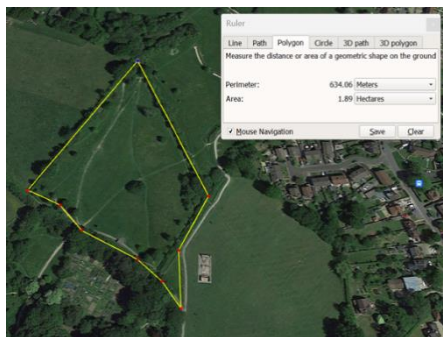 Ruler
Line Path Polygon Circle 3D path 3D polygon
Measure the distance or area of a geometric shape on the ground
Perimeter: 634.06 Meters
Area: 1.89 Hectares
Mouse Navigation Save Clear